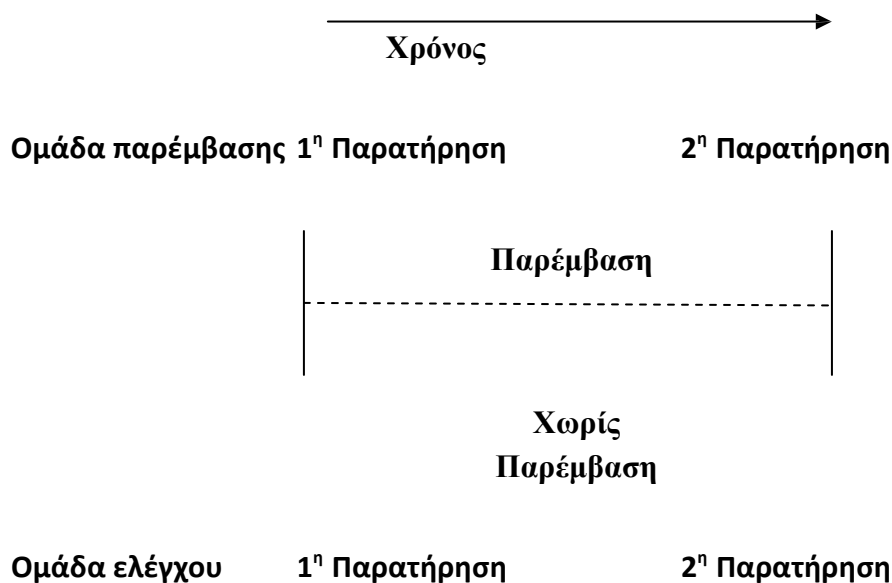 Χρόνος
Ομάδα παρέμβασης 1η Παρατήρηση 2η Παρατήρηση
Παρέμβαση
Χωρίς
Παρέμβαση
Ομάδα ελέγχου 1η Παρατήρηση 2η Παρατήρηση